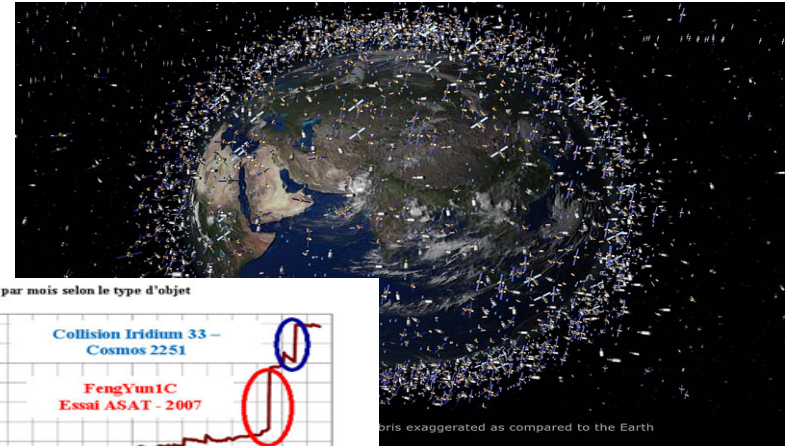 par mois selon le type d'objet
Collision Iridium 33 –
Cosmos 2251
FengYun1C
Essai ASAT - 2007
bris exaggerated as compared to the Earth